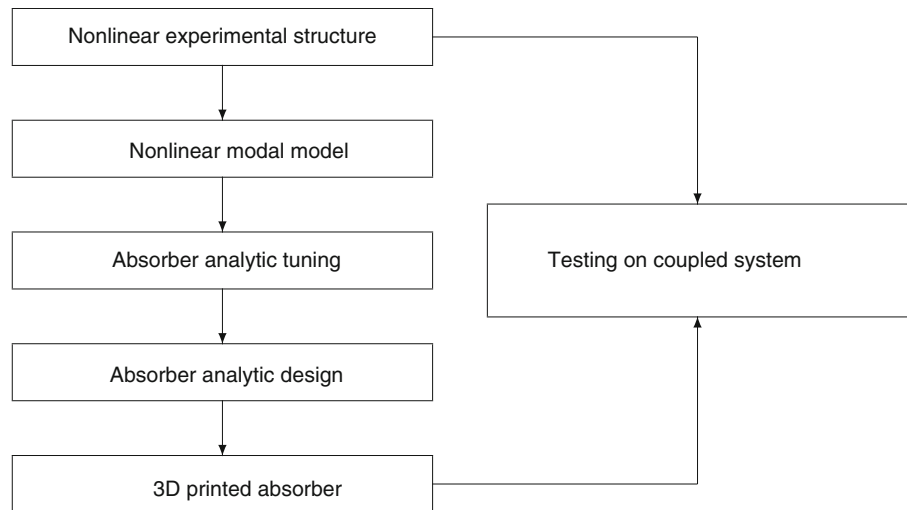 Nonlinear experimental structure
Nonlinear modal model
Absorber analytic tuning
Testing on coupled system
Absorber analytic design
3D printed absorber